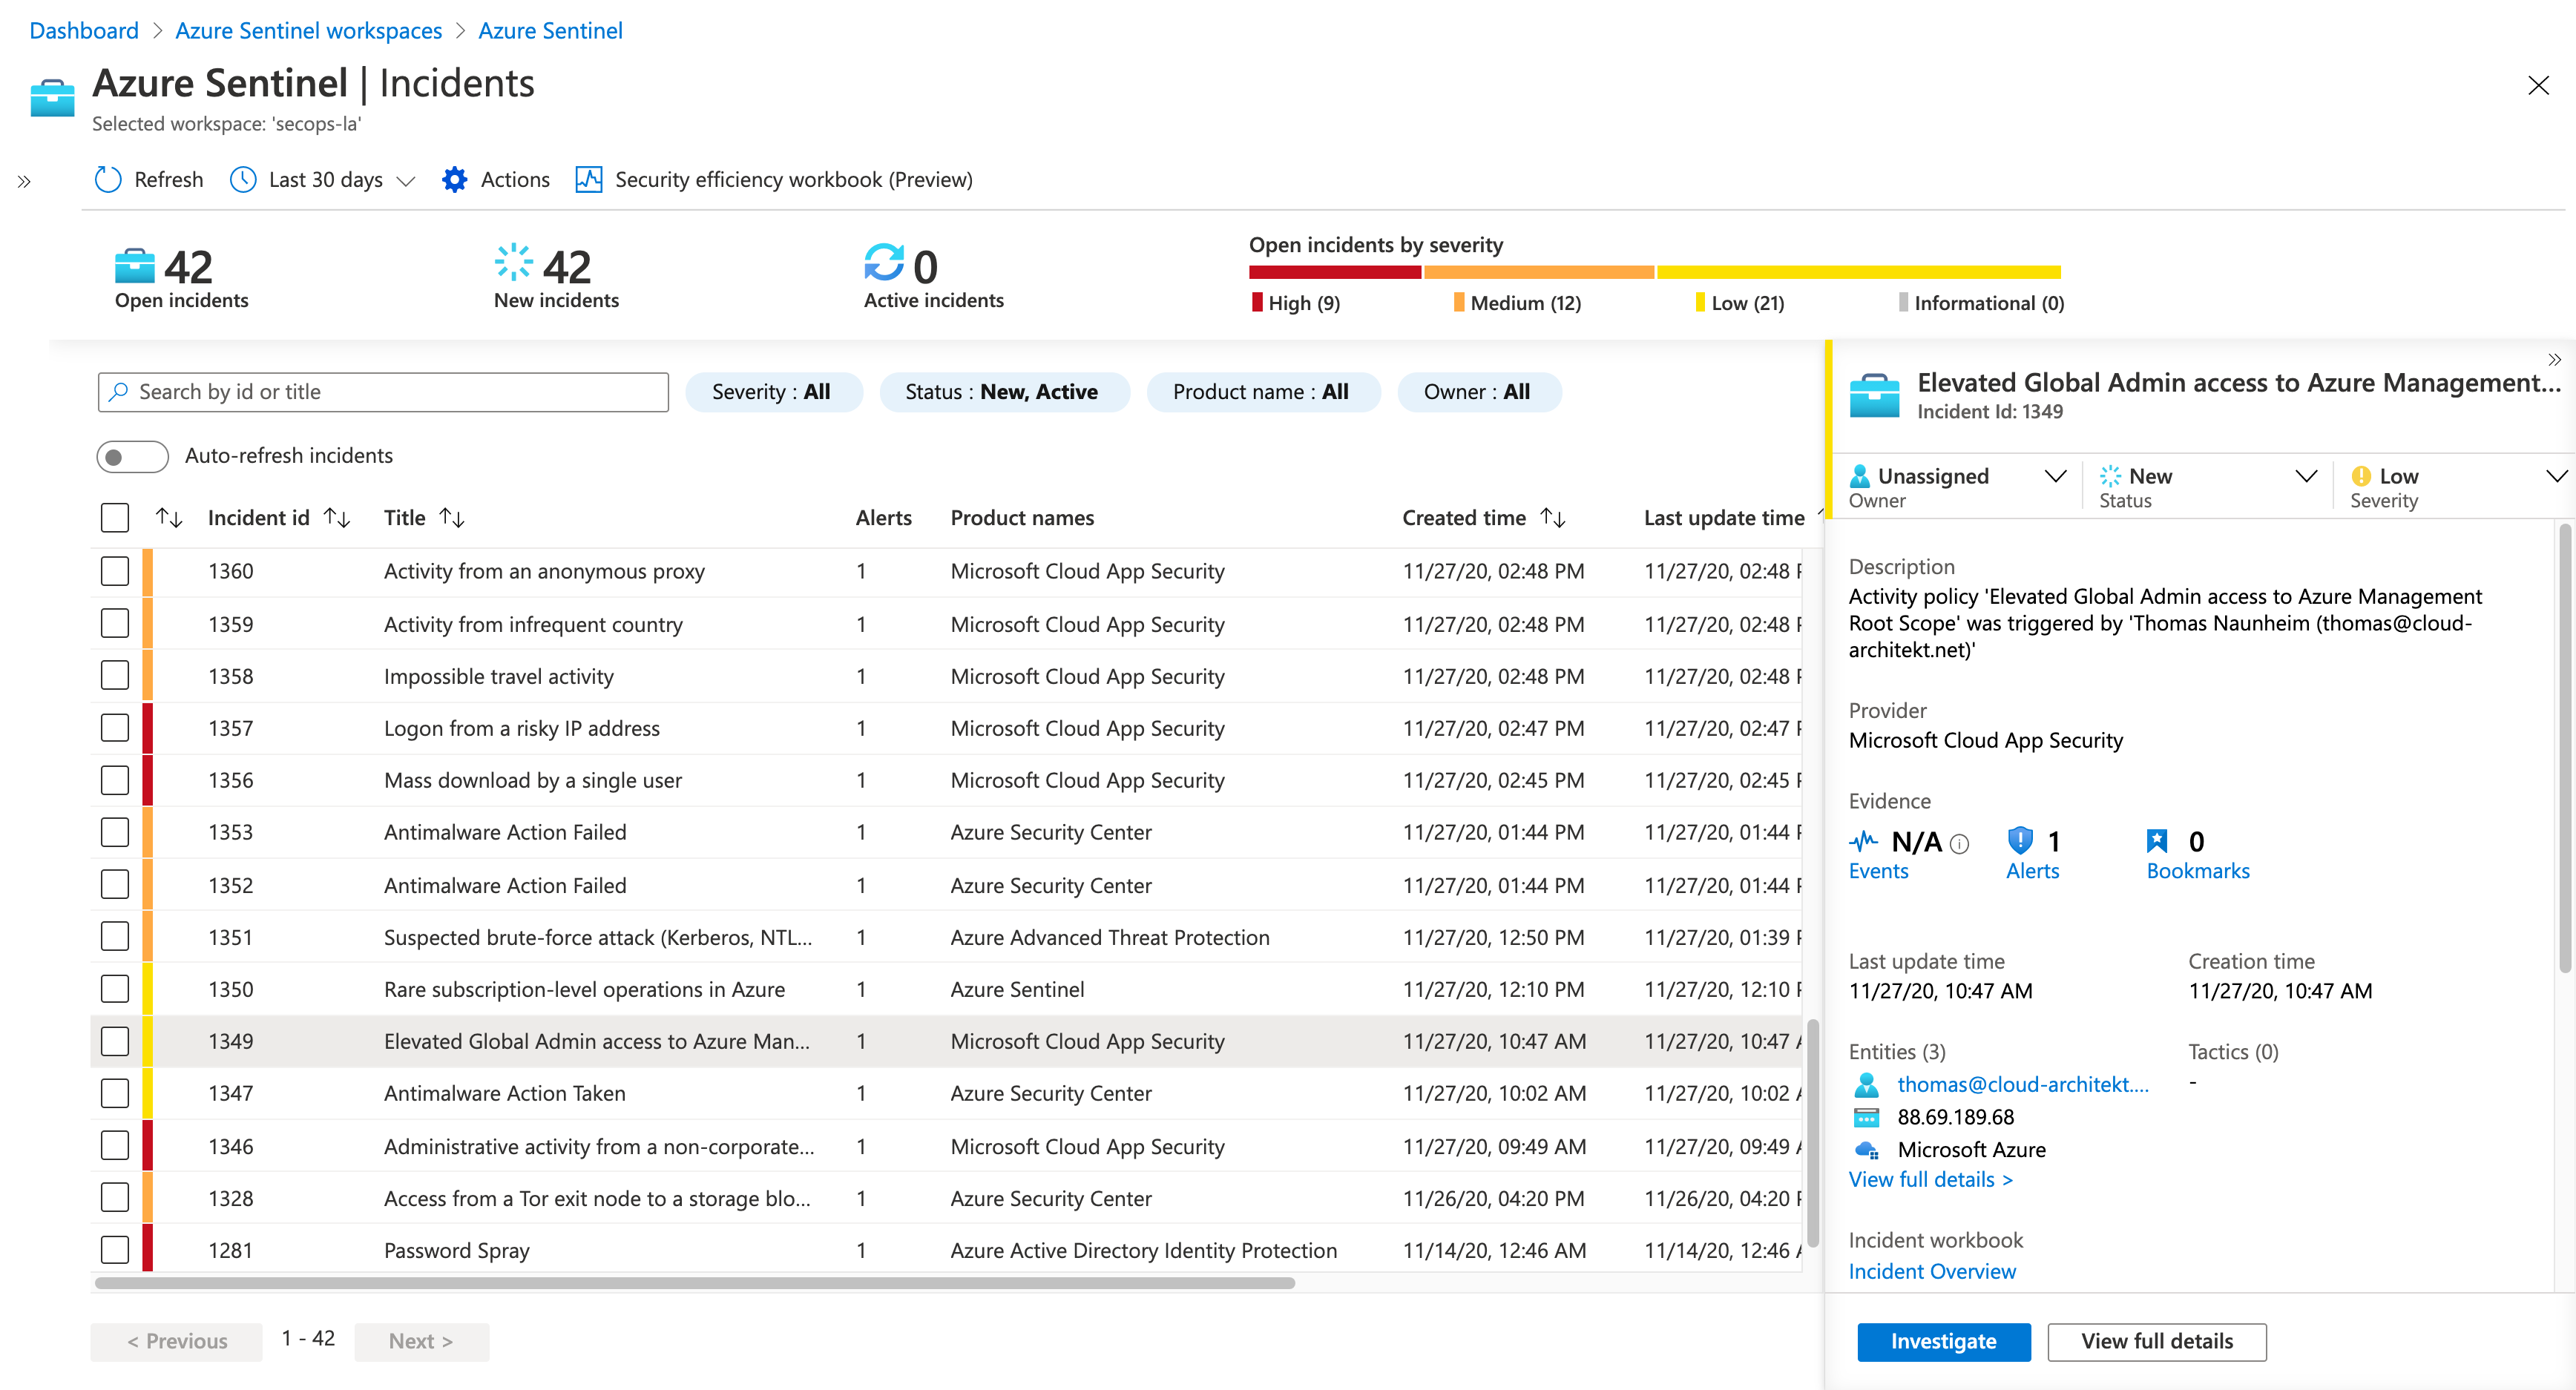 Dashboard > Azure Sentinel workspaces > Azure Sentinel
Azure Sentinel | Incidents
Selected workspace: 'secops-la'
Refresh Last 30 days Actions Security efficiency workbook (Preview)
42 42 0
Open incidents New incidents Active incidents
Open incidents by severity
High (9) Medium (12) Low (21) Informational (0)
Search by id or title Severity : All Status : New, Active Product name : All Owner : All
Auto-refresh incidents
Incident id Title Alerts Product names Created time Last update time
1360 Activity from an anonymous proxy 1 Microsoft Cloud App Security 11/27/20, 02:48 PM 11/27/20, 02:48
1359 Activity from infrequent country 1 Microsoft Cloud App Security 11/27/20, 02:48 PM 11/27/20, 02:48
1358 Impossible travel activity 1 Microsoft Cloud App Security 11/27/20, 02:48 PM 11/27/20, 02:48
1357 Logon from a risky IP address 1 Microsoft Cloud App Security 11/27/20, 02:47 PM 11/27/20, 02:47
1356 Mass download by a single user 1 Microsoft Cloud App Security 11/27/20, 02:45 PM 11/27/20, 02:45
1353 Antimalware Action Failed 1 Azure Security Center 11/27/20, 01:44 PM 11/27/20, 01:44
1352 Antimalware Action Failed 1 Azure Security Center 11/27/20, 01:44 PM 11/27/20, 01:44
1351 Suspected brute-force attack (Kerberos, NTL... 1 Azure Advanced Threat Protection 11/27/20, 12:50 PM 11/27/20, 01:39
1350 Rare subscription-level operations in Azure 1 Azure Sentinel 11/27/20, 12:10 PM 11/27/20, 12:10
1349 Elevated Global Admin access to Azure Man... 1 Microsoft Cloud App Security 11/27/20, 10:47 AM 11/27/20, 10:47
1347 Antimalware Action Taken 1 Azure Security Center 11/27/20, 10:02 AM 11/27/20, 10:02
1346 Administrative activity from a non-corporate... 1 Microsoft Cloud App Security 11/27/20, 09:49 AM 11/27/20, 09:49
1328 Access from a Tor exit node to a storage blo... 1 Azure Security Center 11/26/20, 04:20 PM 11/26/20, 04:20
1281 Password Spray 1 Azure Active Directory Identity Protection 11/14/20, 12:46 AM 11/14/20, 12:46
< Previous 1 - 42 Next >
Elevated Global Admin access to Azure Management...
Incident Id: 1349
Unassigned New Low
Owner Status Severity
Description
Activity policy 'Elevated Global Admin access to Azure Management
Root Scope' was triggered by 'Thomas Naunheim (thomas@cloud-
architekt.net)'
Provider
Microsoft Cloud App Security
Evidence
N/A 1 0
Events Alerts Bookmarks
Last update time Creation time
11/27/20, 10:47 AM 11/27/20, 10:47 AM
Entities (3) Tactics (0)
thomas@cloud-architekt.... -
88.69.189.68
Microsoft Azure
View full details >
Incident workbook
Incident Overview
Investigate View full details